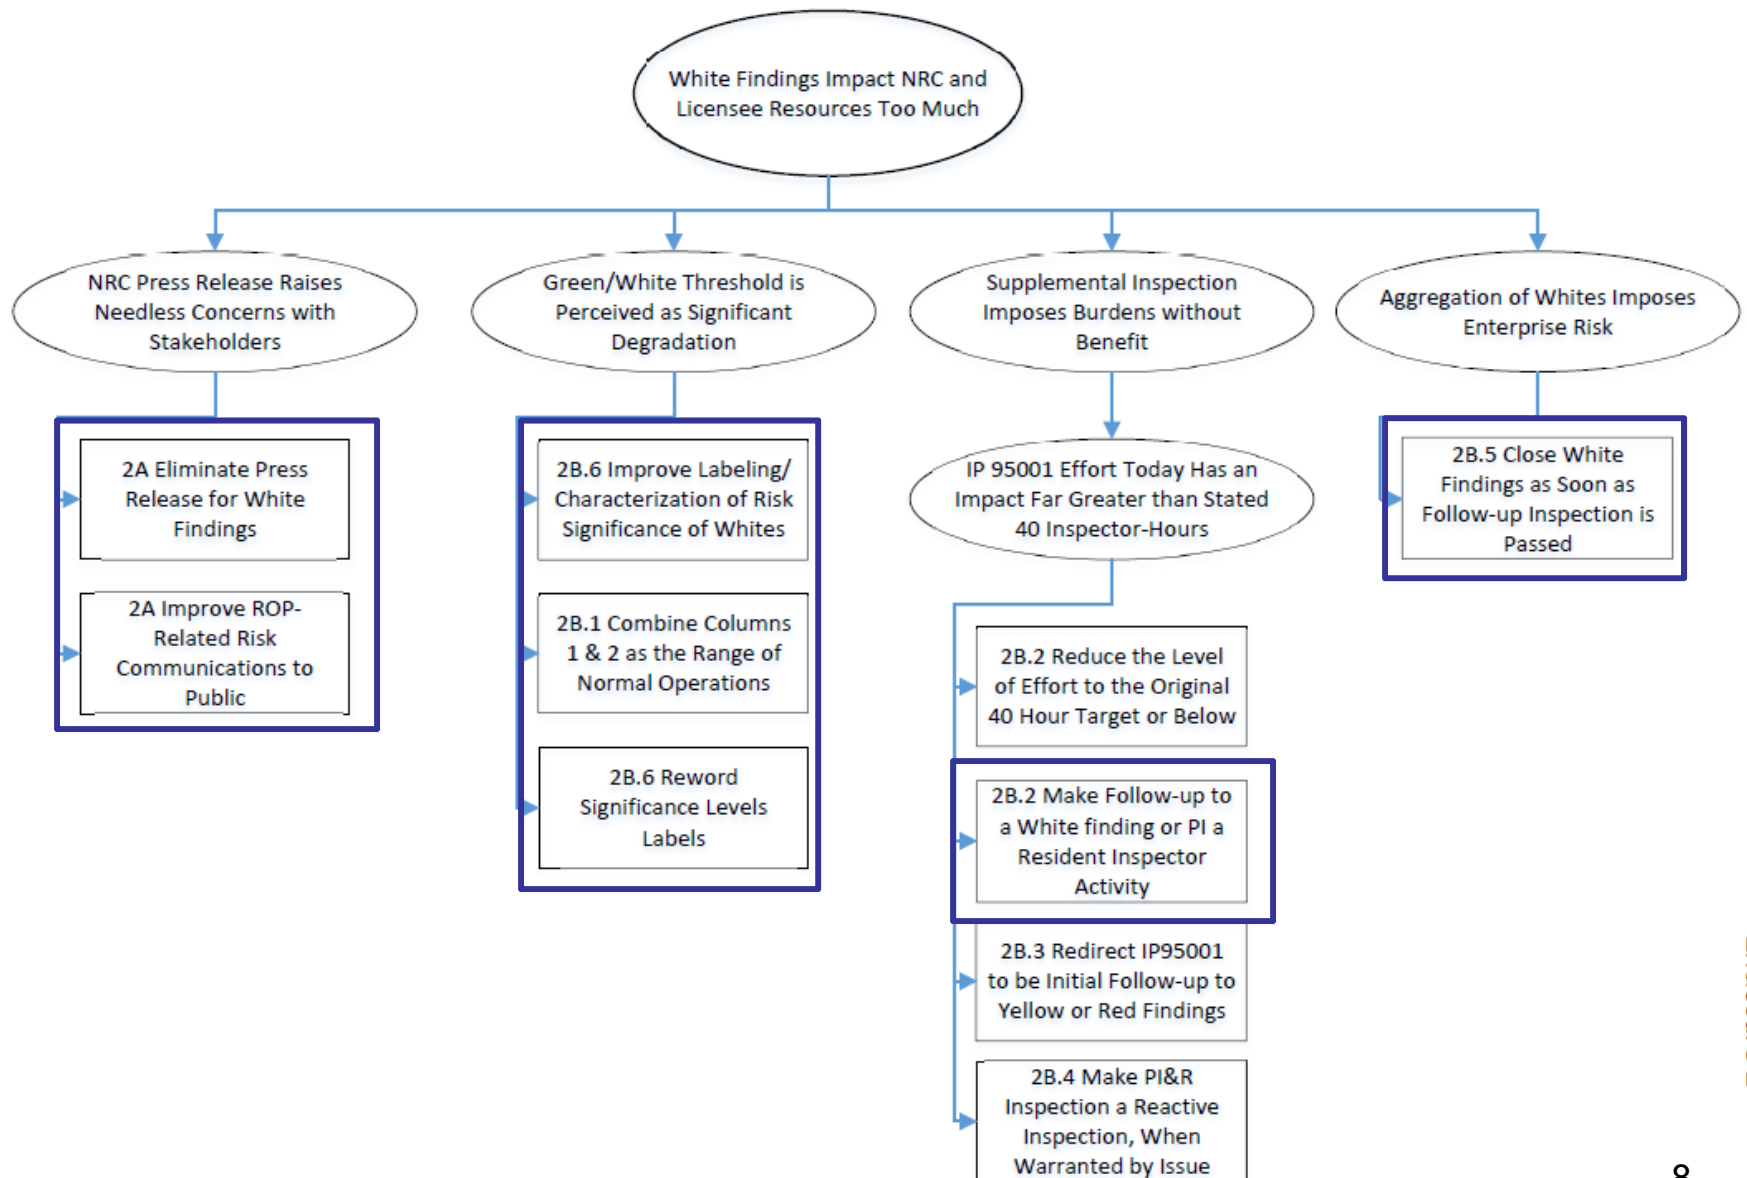 White Findings Impact NRC and
Licensee Resources Too Much
NRC Press Release Raises
Needless Concerns with
Stakeholders
Green/White Threshold is
Perceived as Significant
Degradation
Supplemental Inspection
Imposes Burdens without
Benefit
Aggregation of Whites Imposes
Enterprise Risk
2A Eliminate Press
Release for White
Findings
2A Improve ROP-
Related Risk
Communications to
Public
2B.6 Improve Labeling/
Characterization of Risk
Significance of Whites
2B.1 Combine Columns
1 & 2 as the Range of
Normal Operations
2B.6 Reword
Significance Levels
Labels
IP 95001 Effort Today Has an
Impact Far Greater than Stated
40 Inspector-Hours
2B.2 Reduce the Level
of Effort to the Original
40 Hour Target or Below
2B.2 Make Follow-up to
a White finding or PI a
Resident Inspector
Activity
2B.3 Redirect IP95001
to be Initial Follow-up to
Yellow or Red Findings
2B.4 Make PI&R
Inspection a Reactive
Inspection, When
Warranted by Issue
2B.5 Close White
Findings as Soon as
Follow-up Inspection is
Passed
8